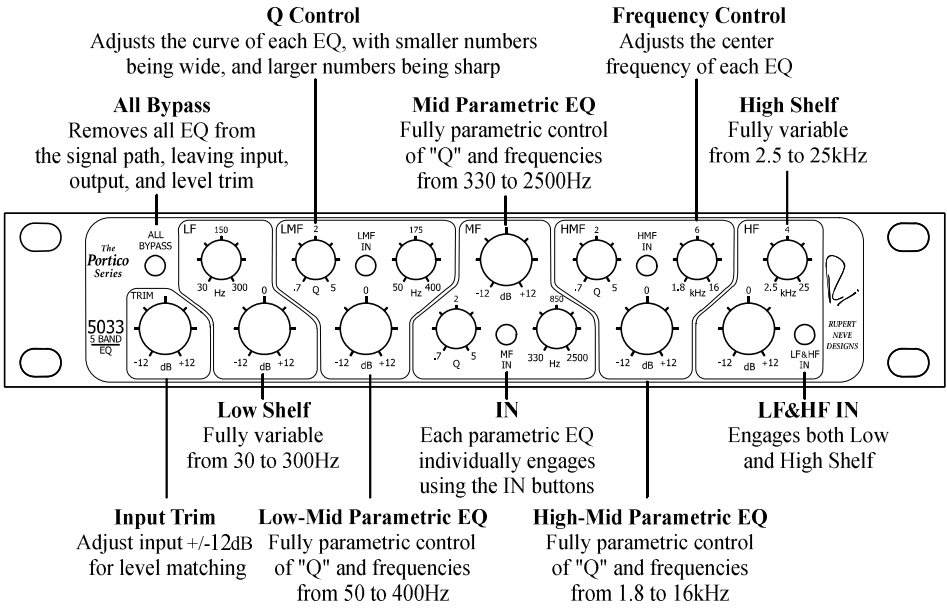 Q Control
Adjusts the curve of each EQ, with smaller numbers
being wide, and larger numbers being sharp
Frequency Control
Adjusts the center
frequency of each EQ
All Bypass
Removes all EQ from
the signal path, leaving input,
output, and level trim
Mid Parametric EQ
Fully parametric control
of "Q" and frequencies
from 330 to 2500Hz
High Shelf
Fully variable
from 2.5 to 25kHz
The
Portico
Series
ALL
BYPASS
LF
150
30
Hz
300
LMF
2
.7
Q
5
LMF
IN
175
50
Hz
400
MF
0
-12
dB
+12
HMF
2
.7
Q
5
HMF
IN
6
1.8
kHz
16
HF
4
2.5
kHz
25
5033
5 BAND
EQ
TRIM
0
-12
dB
+12
0
-12
dB
+12
0
-12
dB
+12
2
.7
Q
5
MF
IN
850
330
Hz
2500
0
-12
dB
+12
0
-12
dB
+12
LF&HF
IN
RUPERT
NEVE
DESIGNS
Low Shelf
Fully variable
from 30 to 300Hz
IN
Each parametric EQ
individually engages
using the IN buttons
LF&HF IN
Engages both Low
and High Shelf
Input Trim
Adjust input +/-12dB
for level matching
Low-Mid Parametric EQ
Fully parametric control
of "Q" and frequencies
from 50 to 400Hz
High-Mid Parametric EQ
Fully parametric control
of "Q" and frequencies
from 1.8 to 16kHz